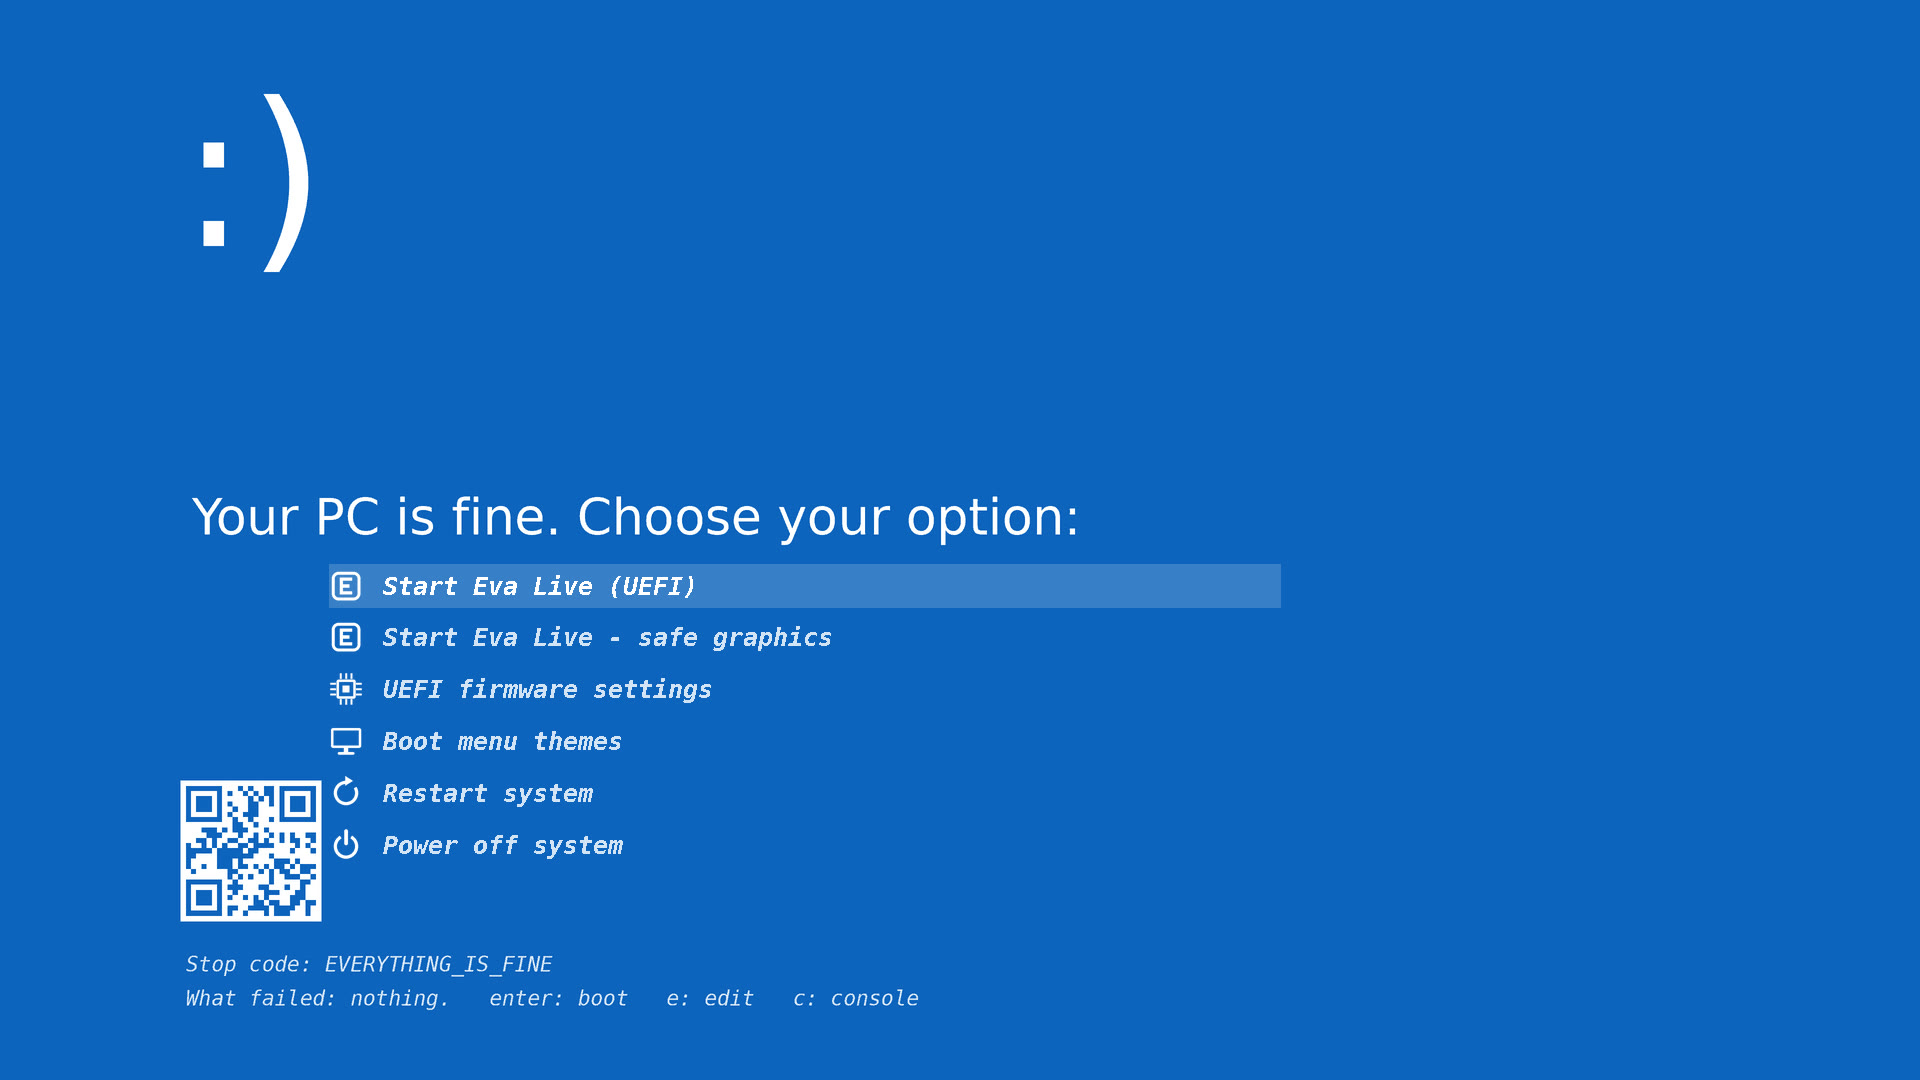 :)
Your PC is fine. Choose your option:
E Start Eva Live (UEFI)
E Start Eva Live - safe graphics
UEFI firmware settings
Boot menu themes
Restart system
Power off system
Stop code: EVERYTHING_IS_FINE
What failed: nothing. enter: boot e: edit c: console